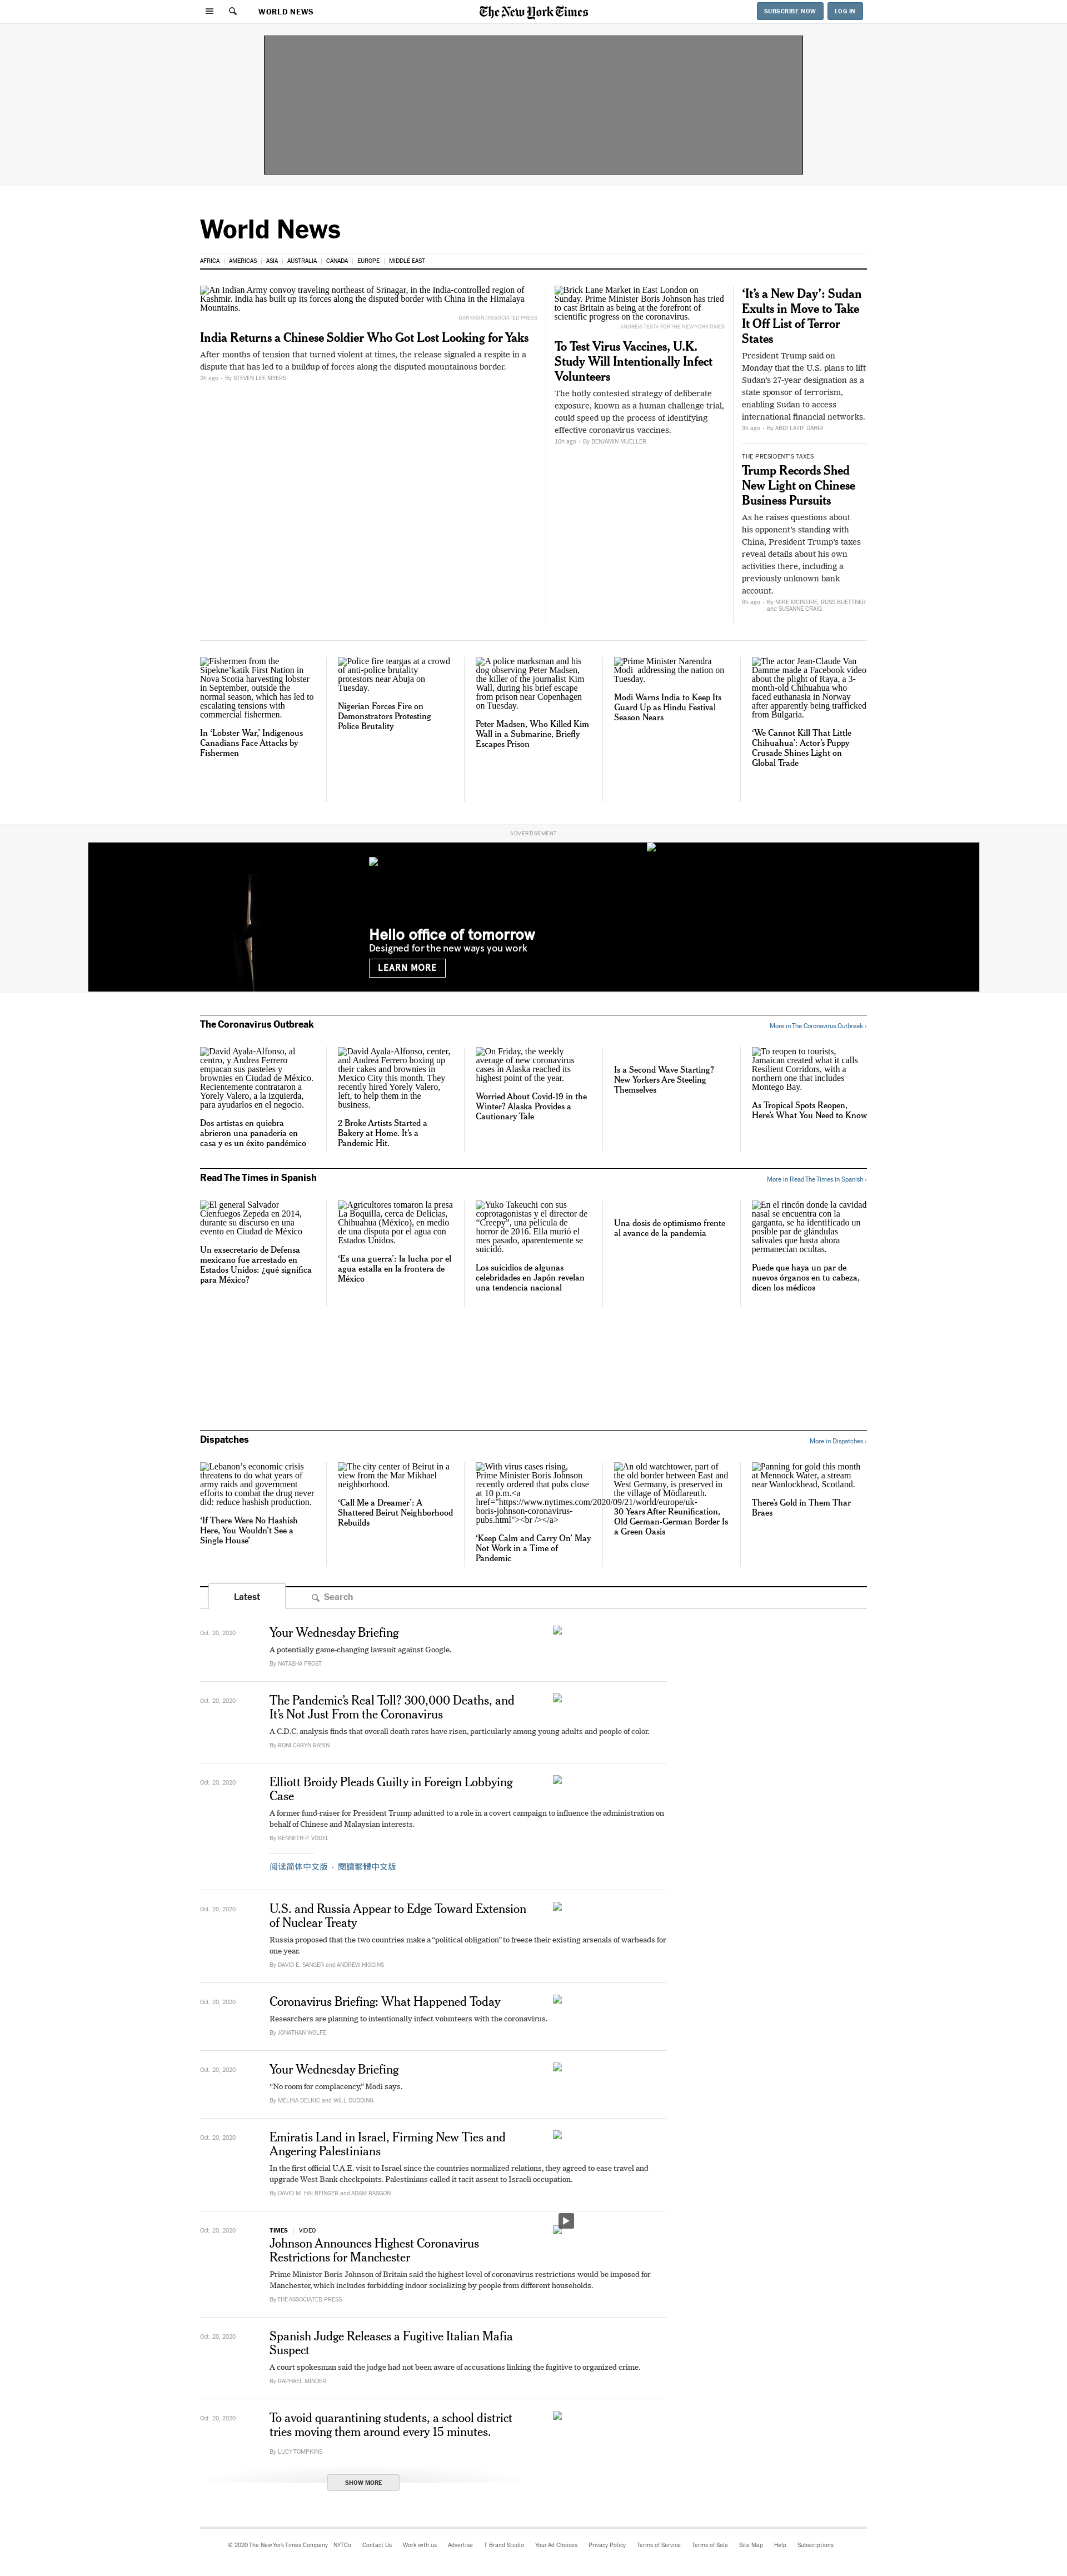 WORLD NEWS
The New York Times
SUBSCRIBE NOW
LOG IN
World News
AFRICA
AMERICAS
ASIA
AUSTRALIA
CANADA
EUROPE
MIDDLE EAST
An Indian Army convoy traveling northeast of Srinagar, in the India-controlled region of
Kashmir. India has built up its forces along the disputed border with China in the Himalaya
Mountains.
DAR YASIN/ASSOCIATED PRESS
India Returns a Chinese Soldier Who Got Lost Looking for Yaks
After months of tension that turned violent at times, the release signaled a respite in a
dispute that has led to a buildup of forces along the disputed mountainous border.
2h ago · By STEVEN LEE MYERS
Brick Lane Market in East London on
Sunday. Prime Minister Boris Johnson has tried
to cast Britain as being at the forefront of
scientific progress on the coronavirus.
ANDREW TESTA FOR THE NEW YORK TIMES
To Test Virus Vaccines, U.K.
Study Will Intentionally Infect
Volunteers
The hotly contested strategy of deliberate
exposure, known as a human challenge trial,
could speed up the process of identifying
effective coronavirus vaccines.
10h ago · By BENJAMIN MUELLER
‘It’s a New Day’: Sudan
Exults in Move to Take
It Off List of Terror
States
President Trump said on
Monday that the U.S. plans to lift
Sudan’s 27-year designation as a
state sponsor of terrorism,
enabling Sudan to access
international financial networks.
3h ago · By ABDI LATIF DAHIR
THE PRESIDENT’S TAXES
Trump Records Shed
New Light on Chinese
Business Pursuits
As he raises questions about
his opponent’s standing with
China, President Trump’s taxes
reveal details about his own
activities there, including a
previously unknown bank
account.
9h ago · By MIKE MCINTIRE, RUSS BUETTNER
and SUSANNE CRAIG
Fishermen from the
Sipekne’katik First Nation in
Nova Scotia harvesting lobster
in September, outside the
normal season, which has led to
escalating tensions with
commercial fishermen.
In ‘Lobster War,’ Indigenous
Canadians Face Attacks by
Fishermen
Police fire teargas at a crowd
of anti-police brutality
protestors near Abuja on
Tuesday.
Nigerian Forces Fire on
Demonstrators Protesting
Police Brutality
A police marksman and his
dog observing Peter Madsen,
the killer of the journalist Kim
Wall, during his brief escape
from prison near Copenhagen
on Tuesday.
Peter Madsen, Who Killed Kim
Wall in a Submarine, Briefly
Escapes Prison
Prime Minister Narendra
Modi addressing the nation on
Tuesday.
Modi Warns India to Keep Its
Guard Up as Hindu Festival
Season Nears
The actor Jean-Claude Van
Damme made a Facebook video
about the plight of Raya, a 3-
month-old Chihuahua who
faced euthanasia in Norway
after apparently being trafficked
from Bulgaria.
‘We Cannot Kill That Little
Chihuahua’: Actor’s Puppy
Crusade Shines Light on
Global Trade
ADVERTISEMENT
Hello office of tomorrow
Designed for the new ways you work
LEARN MORE
The Coronavirus Outbreak
More in The Coronavirus Outbreak ›
David Ayala-Alfonso, al
centro, y Andrea Ferrero
empacan sus pasteles y
brownies en Ciudad de México.
Recientemente contrataron a
Yorely Valero, a la izquierda,
para ayudarlos en el negocio.
Dos artistas en quiebra
abrieron una panadería en
casa y es un éxito pandémico
David Ayala-Alfonso, center,
and Andrea Ferrero boxing up
their cakes and brownies in
Mexico City this month. They
recently hired Yorely Valero,
left, to help them in the
business.
2 Broke Artists Started a
Bakery at Home. It’s a
Pandemic Hit.
On Friday, the weekly
average of new coronavirus
cases in Alaska reached its
highest point of the year.
Worried About Covid-19 in the
Winter? Alaska Provides a
Cautionary Tale
Is a Second Wave Starting?
New Yorkers Are Steeling
Themselves
To reopen to tourists,
Jamaican created what it calls
Resilient Corridors, with a
northern one that includes
Montego Bay.
As Tropical Spots Reopen,
Here’s What You Need to Know
Read The Times in Spanish
More in Read The Times in Spanish ›
El general Salvador
Cienfuegos Zepeda en 2014,
durante su discurso en una
evento en Ciudad de México
Un exsecretario de Defensa
mexicano fue arrestado en
Estados Unidos: ¿qué significa
para México?
Agricultores tomaron la presa
La Boquilla, cerca de Delicias,
Chihuahua (México), en medio
de una disputa por el agua con
Estados Unidos.
‘Es una guerra’: la lucha por el
agua estalla en la frontera de
México
Yuko Takeuchi con sus
coprotagonistas y el director de
“Creepy”, una película de
horror de 2016. Ella murió el
mes pasado, aparentemente se
suicidó.
Los suicidios de algunas
celebridades en Japón revelan
una tendencia nacional
Una dosis de optimismo frente
al avance de la pandemia
En el rincón donde la cavidad
nasal se encuentra con la
garganta, se ha identificado un
posible par de glándulas
salivales que hasta ahora
permanecían ocultas.
Puede que haya un par de
nuevos órganos en tu cabeza,
dicen los médicos
Dispatches
More in Dispatches ›
Lebanon’s economic crisis
threatens to do what years of
army raids and government
efforts to combat the drug never
did: reduce hashish production.
‘If There Were No Hashish
Here, You Wouldn’t See a
Single House’
The city center of Beirut in a
view from the Mar Mikhael
neighborhood.
‘Call Me a Dreamer’: A
Shattered Beirut Neighborhood
Rebuilds
With virus cases rising,
Prime Minister Boris Johnson
recently ordered that pubs close
at 10 p.m.<a
href="https://www.nytimes.com/2020/09/21/world/europe/uk-
boris-johnson-coronavirus-
pubs.html"><br /></a>
‘Keep Calm and Carry On’ May
Not Work in a Time of
Pandemic
An old watchtower, part of
the old border between East and
West Germany, is preserved in
the village of Mödlareuth.
30 Years After Reunification,
Old German-German Border Is
a Green Oasis
Panning for gold this month
at Mennock Water, a stream
near Wanlockhead, Scotland.
There’s Gold in Them Thar
Braes
Latest
Search
Oct. 20, 2020
Your Wednesday Briefing
A potentially game-changing lawsuit against Google.
By NATASHA FROST
Oct. 20, 2020
The Pandemic’s Real Toll? 300,000 Deaths, and
It’s Not Just From the Coronavirus
A C.D.C. analysis finds that overall death rates have risen, particularly among young adults and people of color.
By RONI CARYN RABIN
Oct. 20, 2020
Elliott Broidy Pleads Guilty in Foreign Lobbying
Case
A former fund-raiser for President Trump admitted to a role in a covert campaign to influence the administration on
behalf of Chinese and Malaysian interests.
By KENNETH P. VOGEL
阅读简体中文版 · 閱讀繁體中文版
Oct. 20, 2020
U.S. and Russia Appear to Edge Toward Extension
of Nuclear Treaty
Russia proposed that the two countries make a “political obligation” to freeze their existing arsenals of warheads for
one year.
By DAVID E. SANGER and ANDREW HIGGINS
Oct. 20, 2020
Coronavirus Briefing: What Happened Today
Researchers are planning to intentionally infect volunteers with the coronavirus.
By JONATHAN WOLFE
Oct. 20, 2020
Your Wednesday Briefing
“No room for complacency,” Modi says.
By MELINA DELKIC and WILL DUDDING
Oct. 20, 2020
Emiratis Land in Israel, Firming New Ties and
Angering Palestinians
In the first official U.A.E. visit to Israel since the countries normalized relations, they agreed to ease travel and
upgrade West Bank checkpoints. Palestinians called it tacit assent to Israeli occupation.
By DAVID M. HALBFINGER and ADAM RASGON
Oct. 20, 2020
TIMES | VIDEO
Johnson Announces Highest Coronavirus
Restrictions for Manchester
Prime Minister Boris Johnson of Britain said the highest level of coronavirus restrictions would be imposed for
Manchester, which includes forbidding indoor socializing by people from different households.
By THE ASSOCIATED PRESS
Oct. 20, 2020
Spanish Judge Releases a Fugitive Italian Mafia
Suspect
A court spokesman said the judge had not been aware of accusations linking the fugitive to organized crime.
By RAPHAEL MINDER
Oct. 20, 2020
To avoid quarantining students, a school district
tries moving them around every 15 minutes.
By LUCY TOMPKINS
SHOW MORE
© 2020 The New York Times Company
NYTCo
Contact Us
Work with us
Advertise
T Brand Studio
Your Ad Choices
Privacy Policy
Terms of Service
Terms of Sale
Site Map
Help
Subscriptions